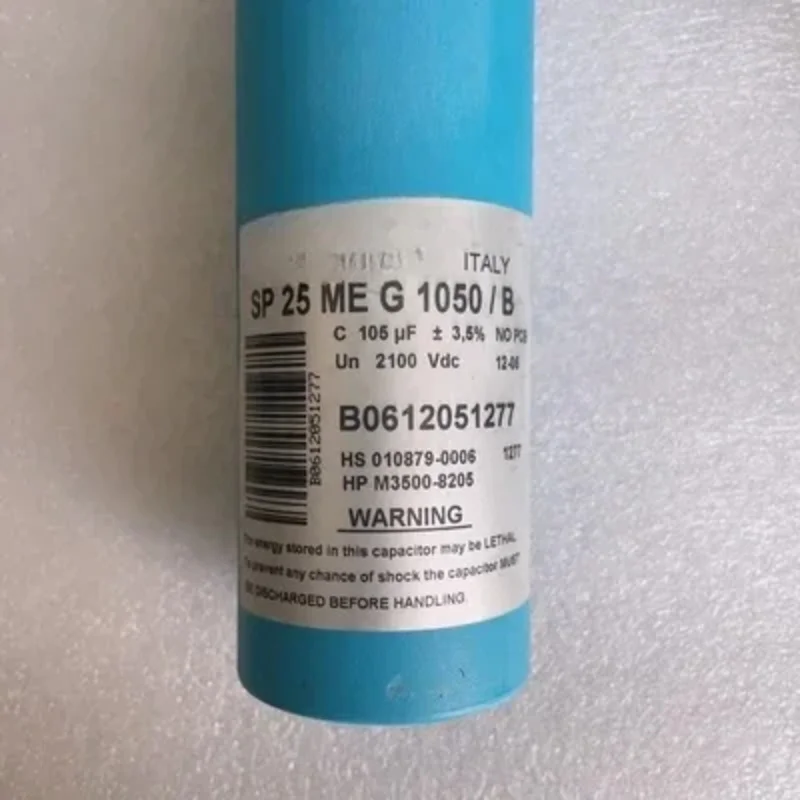 ITALY
SP 25 ME G 1050 / B
C 105 µF ± 3,5% NO PCB
Un 2100 Vdc 12-06
B0612051277
B0612051277
HS 010879-0006 1277
HP M3500-8205
WARNING
The energy stored in this capacitor may be LETHAL
To prevent any chance of shock the capacitor MUST
BE DISCHARGED BEFORE HANDLING.